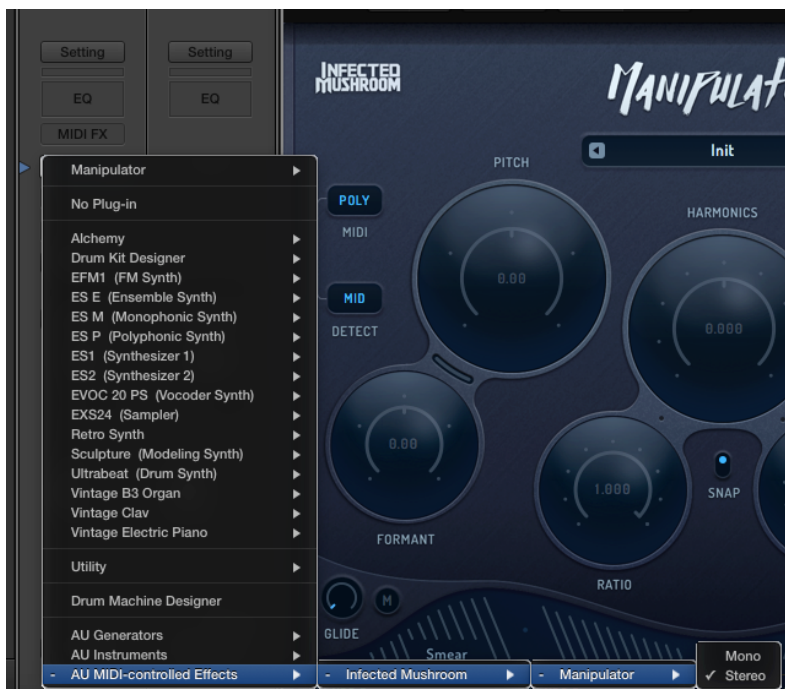 Setting
Setting
EQ
EQ
MIDI FX
Manipulator
No Plug-in
Alchemy
Drum Kit Designer
EFM1 (FM Synth)
ES E (Ensemble Synth)
ES M (Monophonic Synth)
ES P (Polyphonic Synth)
ES1 (Synthesizer 1)
ES2 (Synthesizer 2)
EVOC 20 PS (Vocoder Synth)
EXS24 (Sampler)
Retro Synth
Sculpture (Modeling Synth)
Ultrabeat (Drum Synth)
Vintage B3 Organ
Vintage Clav
Vintage Electric Piano
Utility
Drum Machine Designer
AU Generators
AU Instruments
- AU MIDI-controlled Effects
- Infected Mushroom
- Manipulator
Mono
✓ Stereo
INFECTED
MUSHROOM
MANIPULAT
Init
PITCH
POLY
MIDI
HARMONICS
0.00
MID
DETECT
0.000
0.00
1.000
SNAP
FORMANT
RATIO
M
GLIDE
Smear